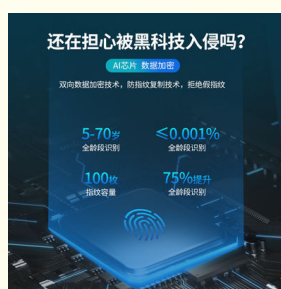 还在担心被黑科技入侵吗?
AI芯片 数据加密
双向数据加密技术，防指纹复制技术，拒绝假指纹
5-70岁
全龄段识别
≤0.001%
全龄段识别
100枚
指纹容量
75%提升
全龄段识别